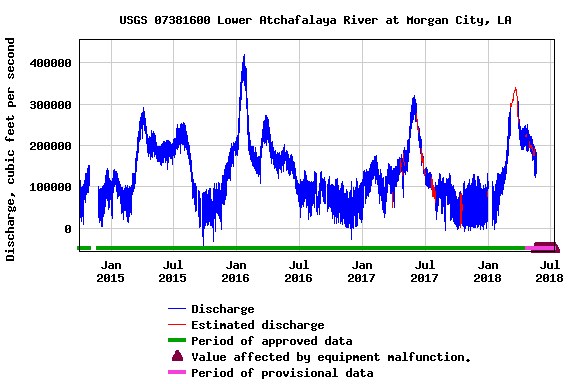 USGS 07381600 Lower Atchafalaya River at Morgan City, LA
Discharge, cubic feet per second
400000
300000
200000
100000
0
Jan Jul Jan Jul Jan Jul Jan Jul
2015 2015 2016 2016 2017 2017 2018 2018
Discharge
Estimated discharge
Period of approved data
Value affected by equipment malfunction.
Period of provisional data